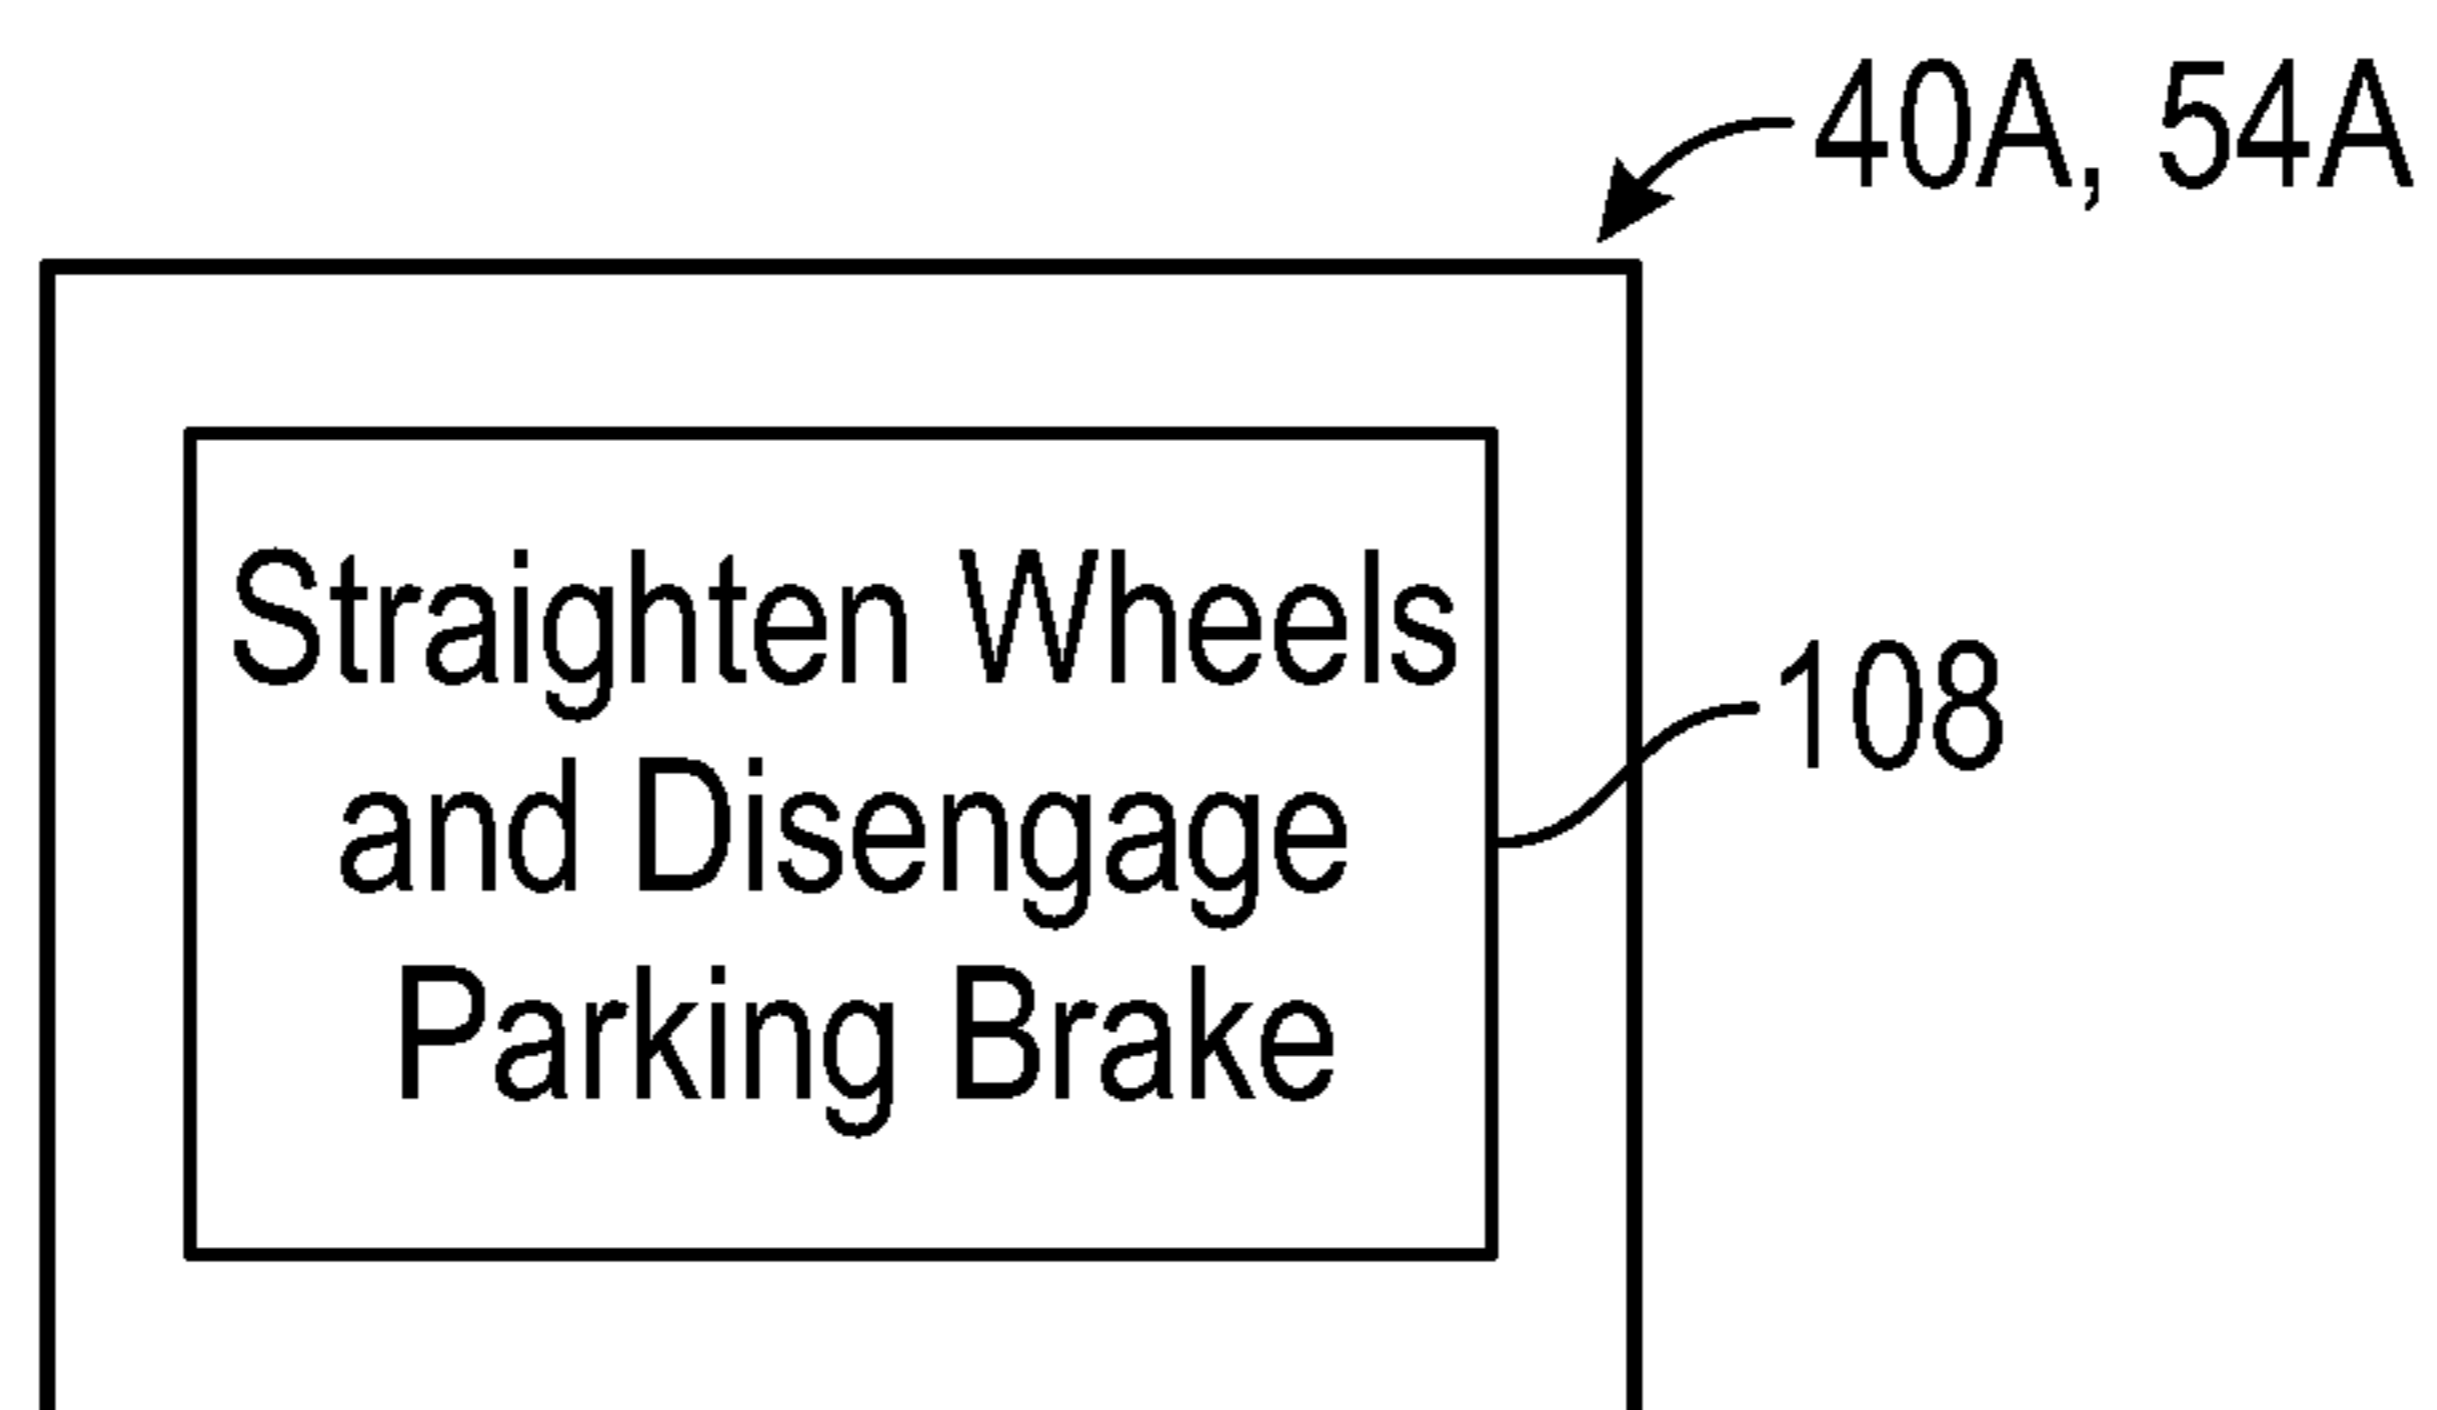 40A, 54A
Straighten Wheels
and Disengage
Parking Brake
108